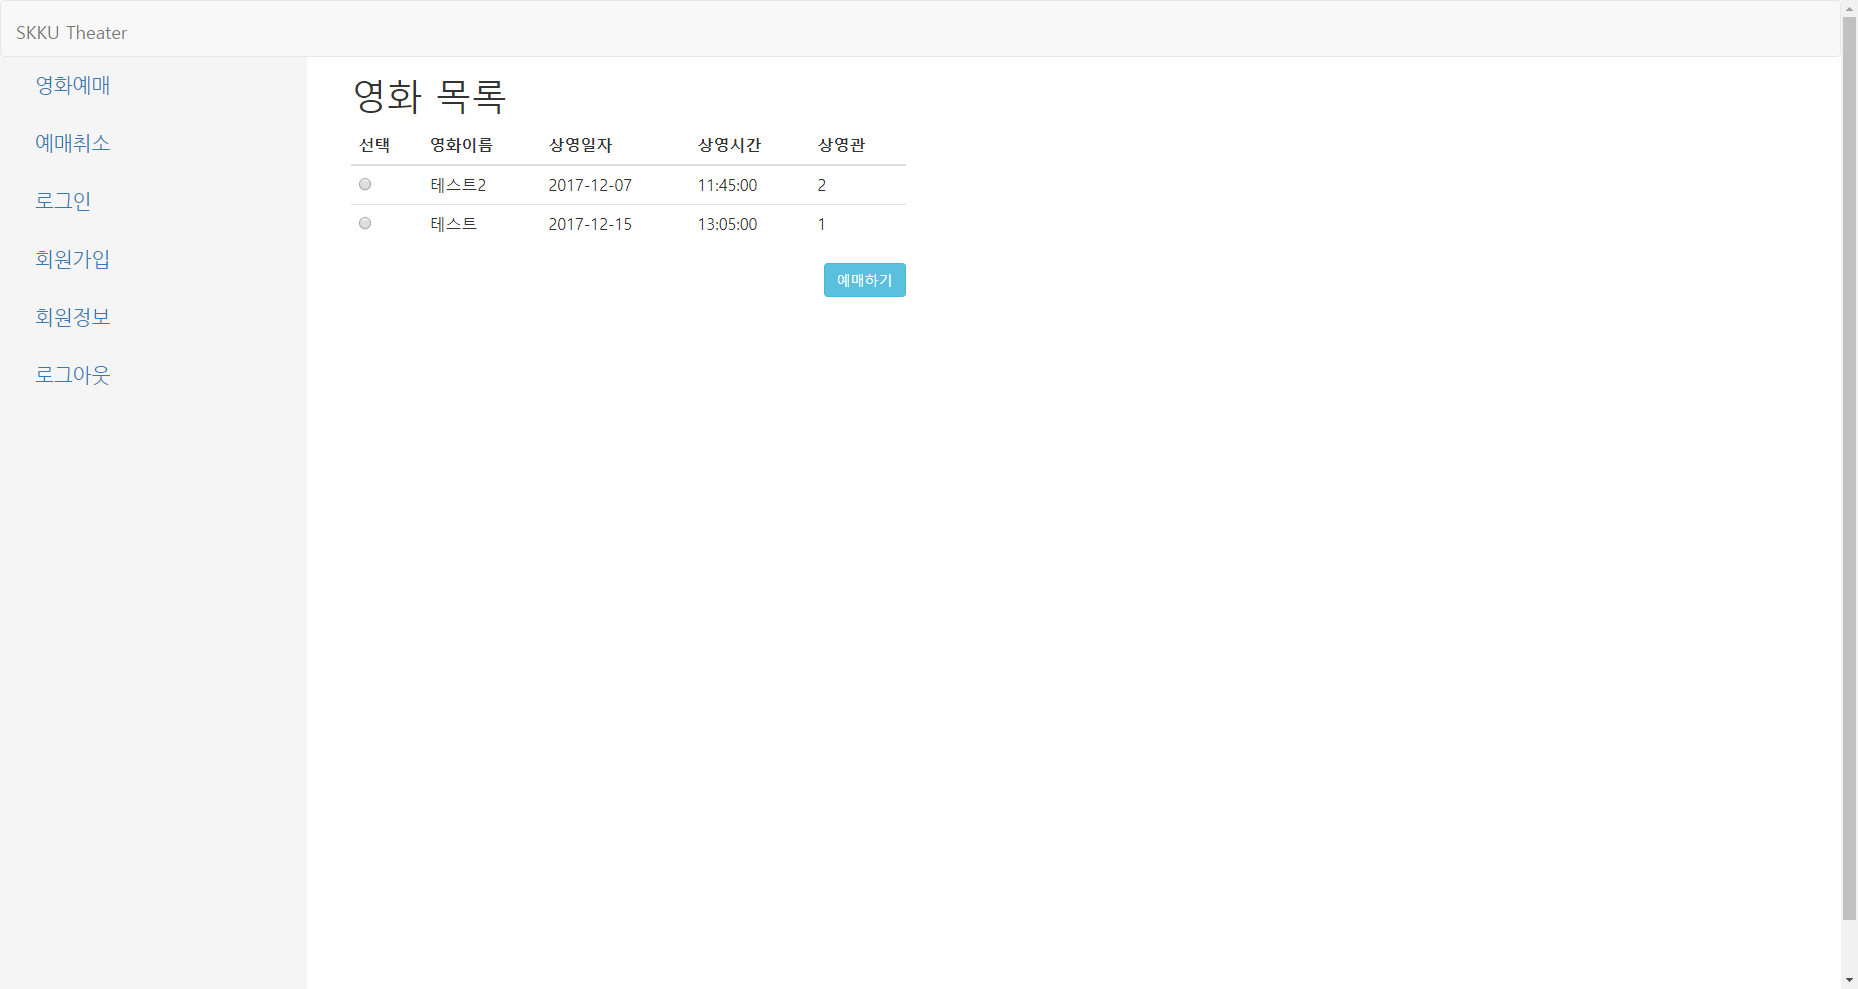 SKKU Theater
영화예매
예매취소
로그인
회원가입
회원정보
로그아웃
영화 목록
선택 영화이름 상영일자 상영시간 상영관
테스트2 2017-12-07 11:45:00 2
테스트 2017-12-15 13:05:00 1
예매하기